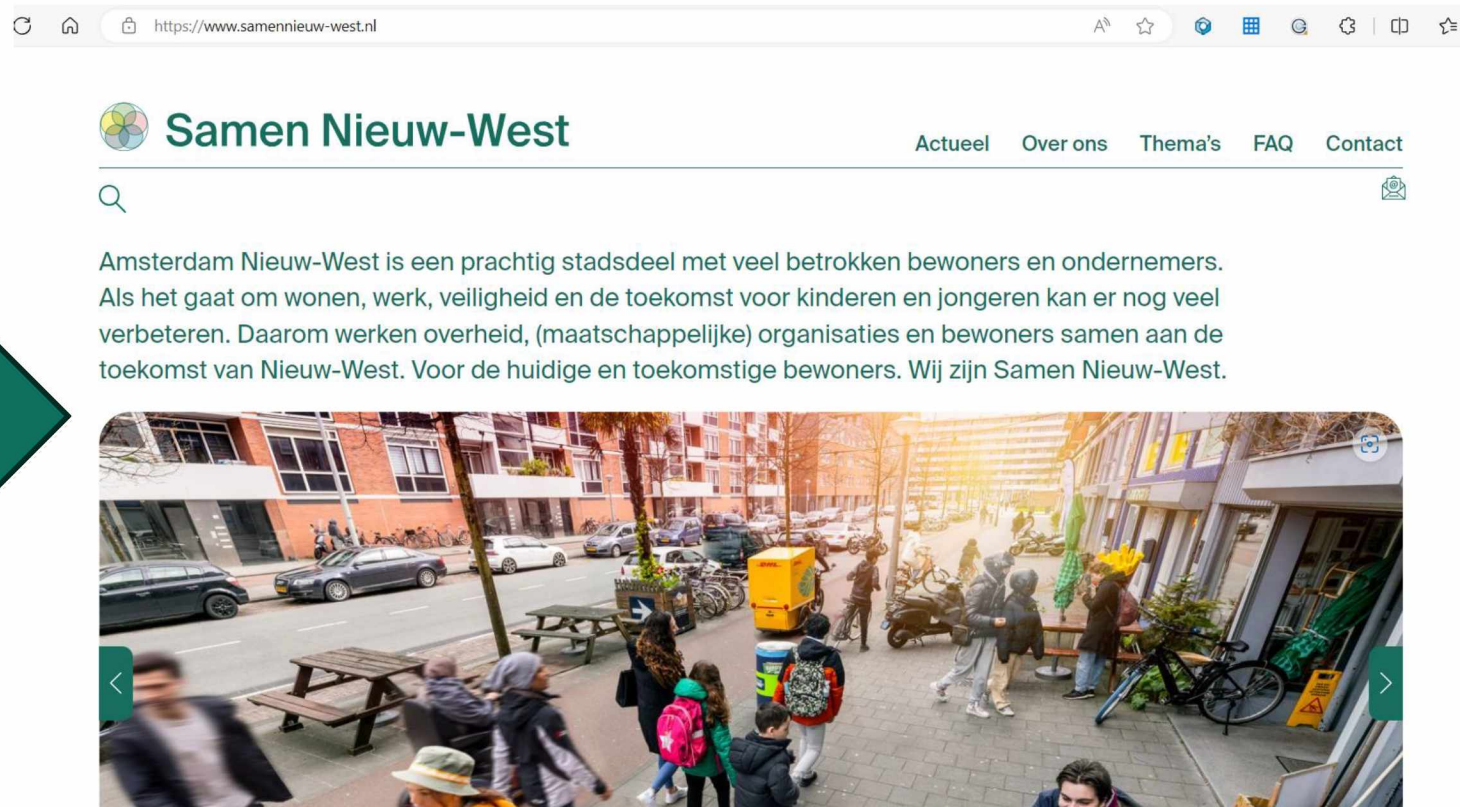 https://www.samennieuw-west.nl
Samen Nieuw-West
Actueel Over ons Thema's FAQ Contact
Amsterdam Nieuw-West is een prachtig stadsdeel met veel betrokken bewoners en ondernemers.
Als het gaat om wonen, werk, veiligheid en de toekomst voor kinderen en jongeren kan er nog veel
verbeteren. Daarom werken overheid, (maatschappelijke) organisaties en bewoners samen aan de
toekomst van Nieuw-West. Voor de huidige en toekomstige bewoners. Wij zijn Samen Nieuw-West.
DHL